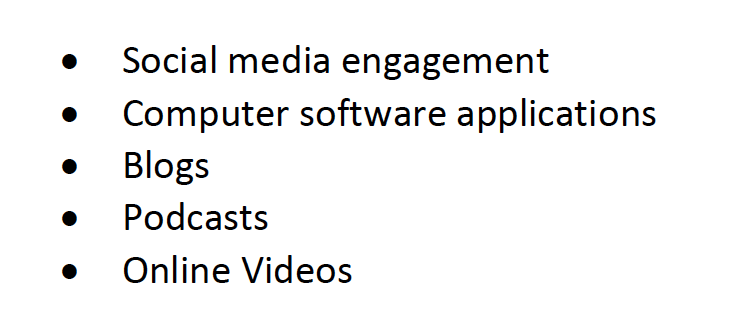 • Social media engagement
• Computer software applications
• Blogs
• Podcasts
• Online Videos